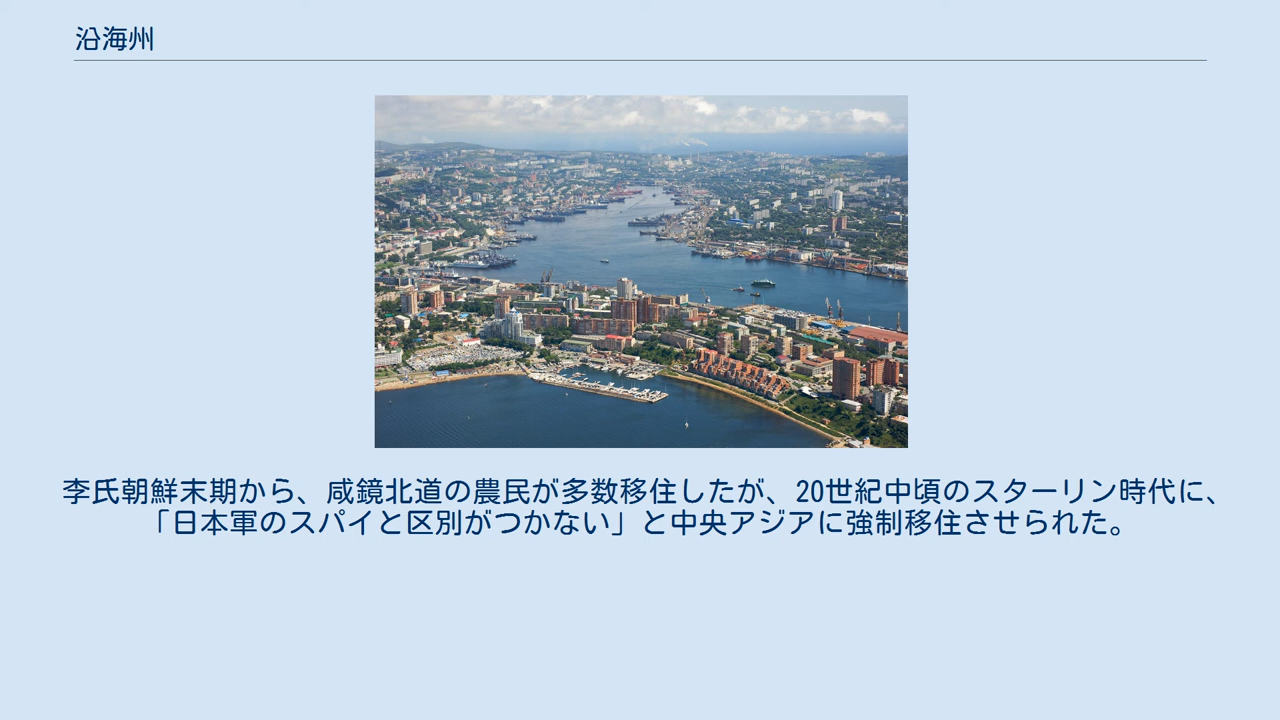 沿海州
李氏朝鮮末期から、咸鏡北道の農民が多数移住したが、20世紀中頃のスターリン時代に、
「日本軍のスパイと区別がつかない」と中央アジアに強制移住させられた。